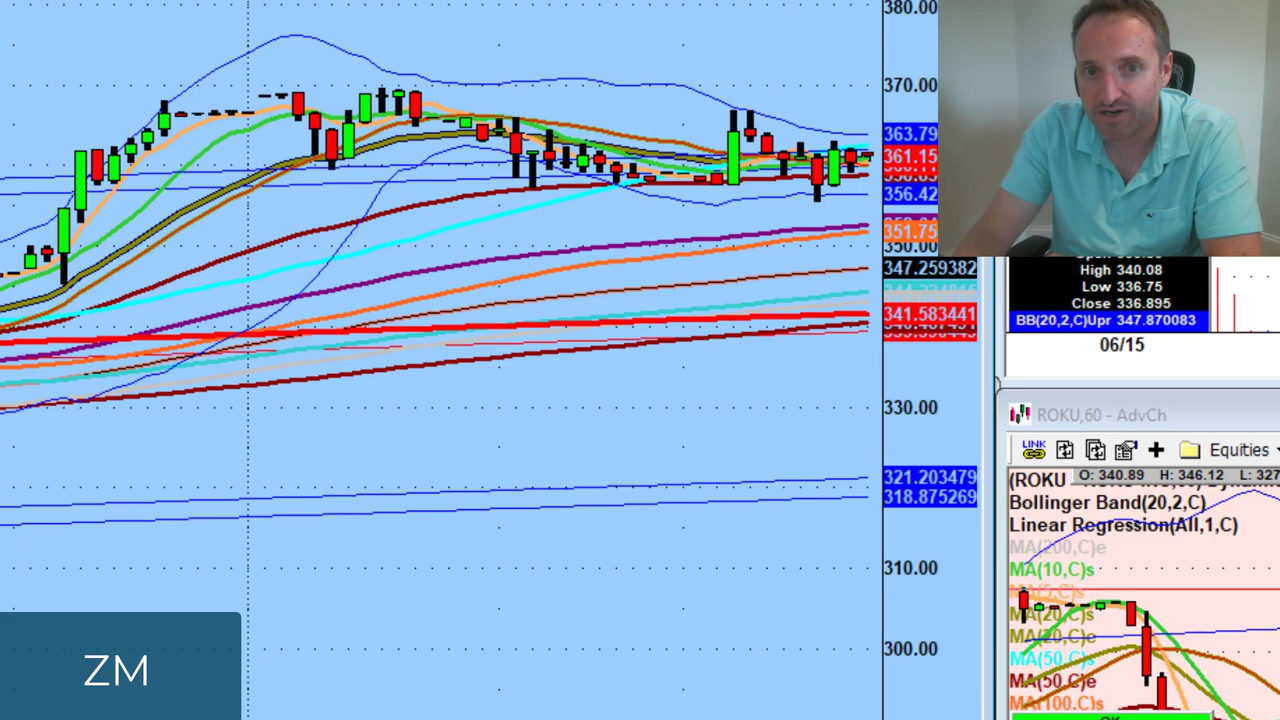 380.00
370.00
363.79
361.15
356.42
351.75
350.00
347.259382
341.583441
330.00
321.203479
318.875269
310.00
300.00
ZM
High 340.08
Low 336.75
Close 336.895
BB(20,2,C)Upr 347.870083
06/15
ROKU,60 - AdvCh
LINK
Equities
(ROKU
O: 340.89 H: 346.12 L: 327
Bollinger Band(20,2,C)
Linear Regression(All,1,C)
MA(200,C)e
MA(10,C)s
MA(5,C)s
MA(20,C)s
MA(20,C)e
MA(50,C)s
MA(50,C)e
MA(100,C)s